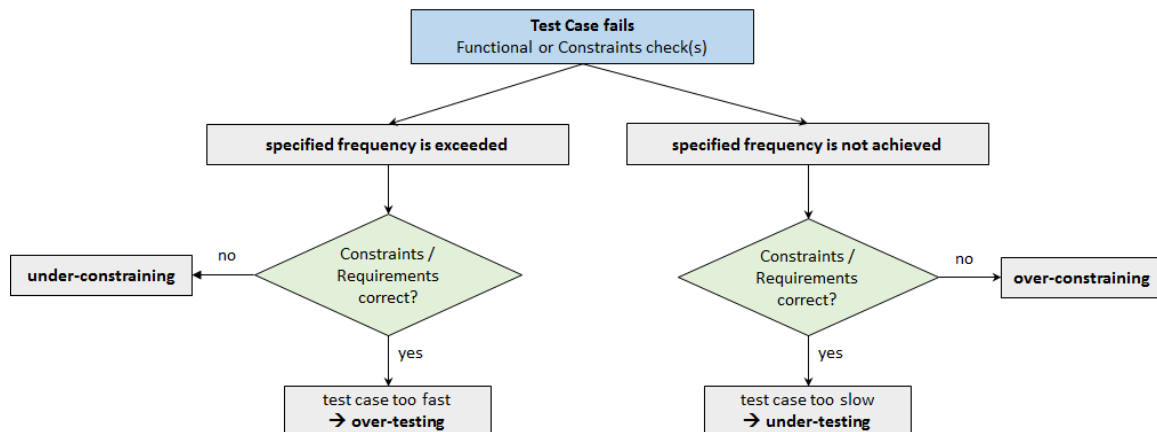 Test Case fails
Functional or Constraints check(s)
specified frequency is exceeded
specified frequency is not achieved
Constraints /
Requirements
correct?
no
under-constraining
yes
test case too fast
→ over-testing
Constraints /
Requirements
correct?
no
over-constraining
yes
test case too slow
→ under-testing